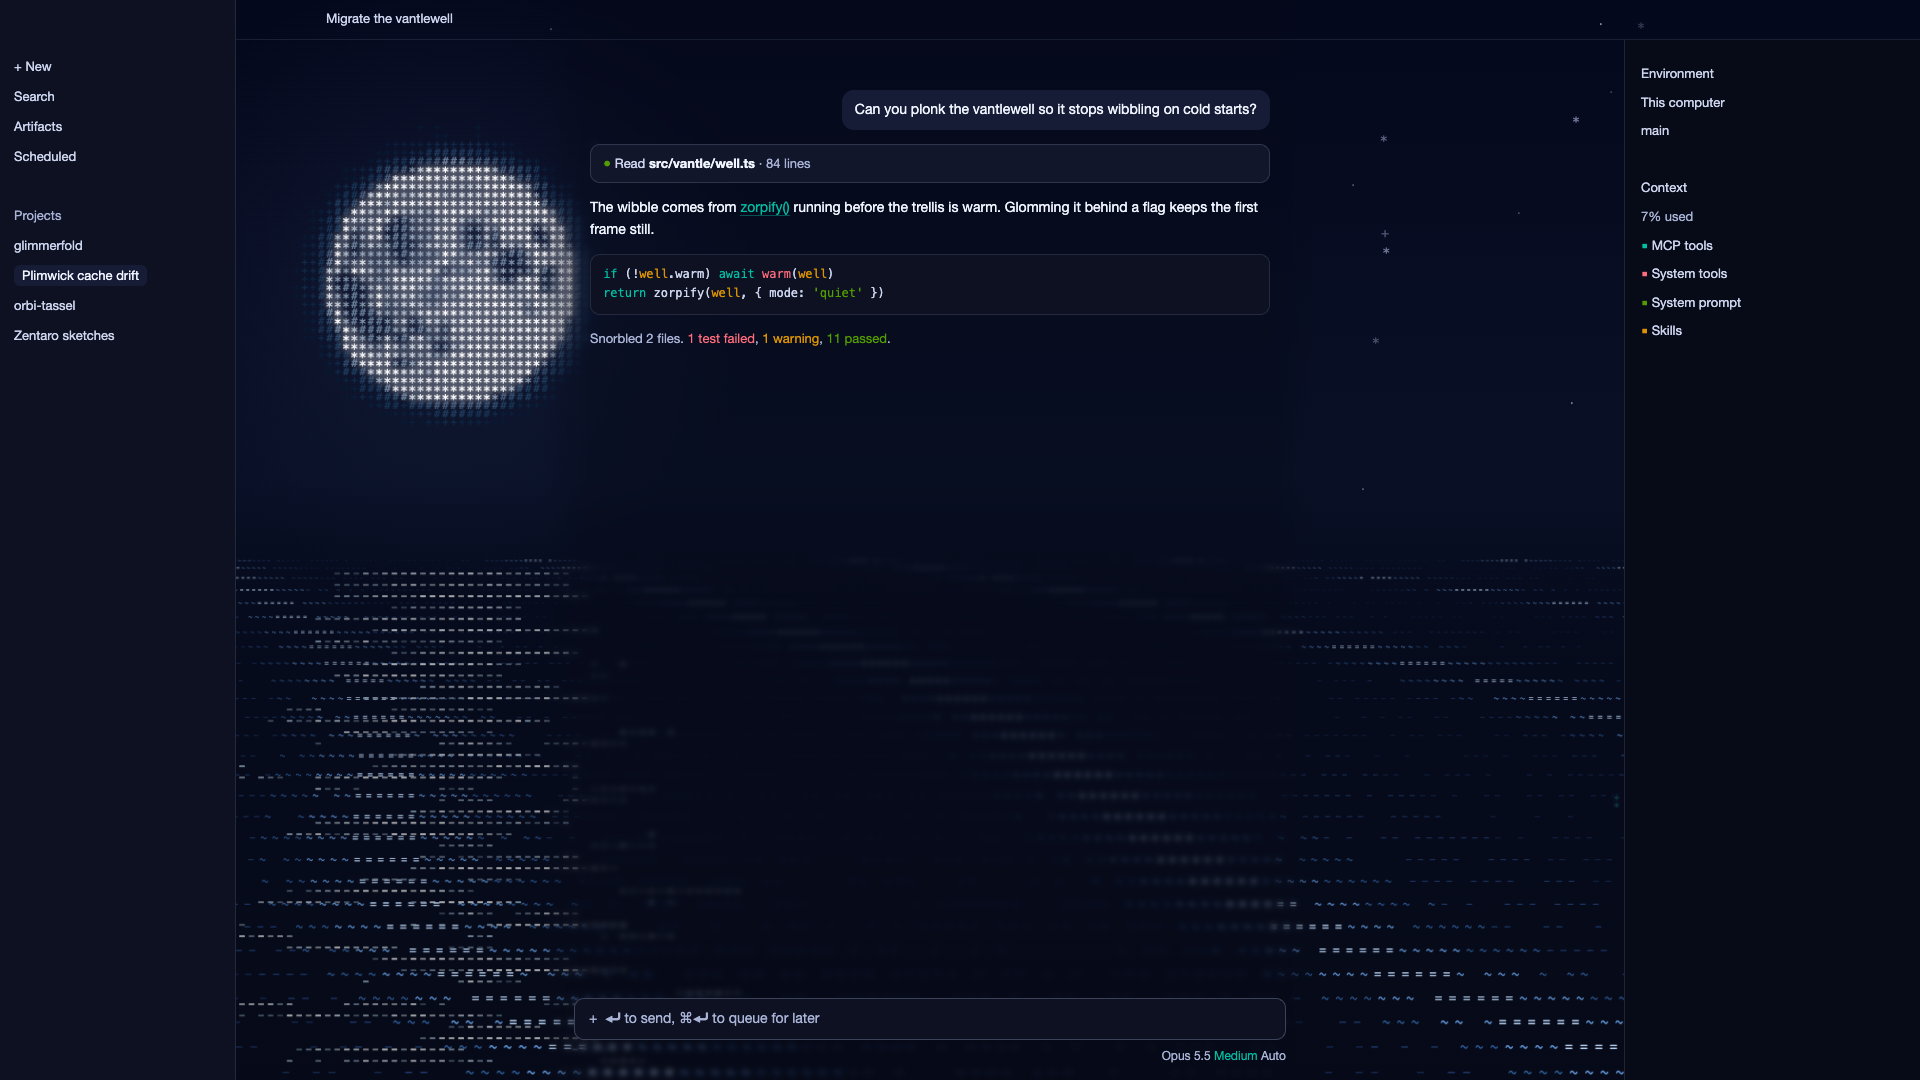 Migrate the vantlewell
+ New
Search
Artifacts
Scheduled
Projects
glimmerfold
Plimwick cache drift
orbi-tassel
Zentaro sketches
Can you plonk the vantlewell so it stops wibbling on cold starts?
Read src/vantle/well.ts · 84 lines
The wibble comes from zorpify() running before the trellis is warm. Glomming it behind a flag keeps the first
frame still.
if (!well.warm) await warm(well)
return zorpify(well, { mode: 'quiet' })
Snorbled 2 files. 1 test failed, 1 warning, 11 passed.
+ ↵ to send, ⌘↵ to queue for later
Opus 5.5 Medium Auto
Environment
This computer
main
Context
7% used
MCP tools
System tools
System prompt
Skills